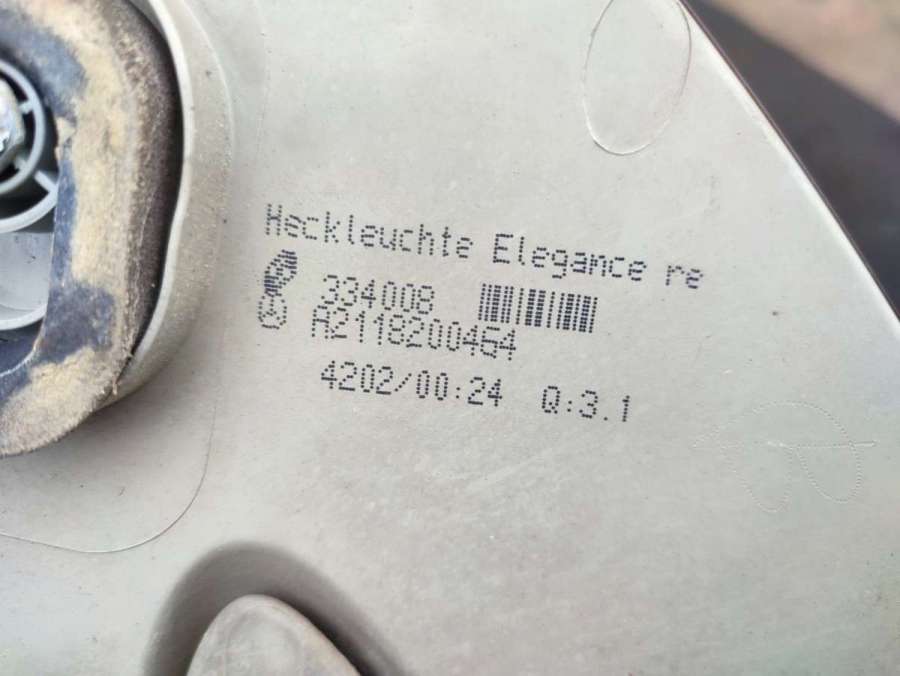 Heckleuchte Elegance re
334008
A2118200464
4202/00:24 Q:3.1